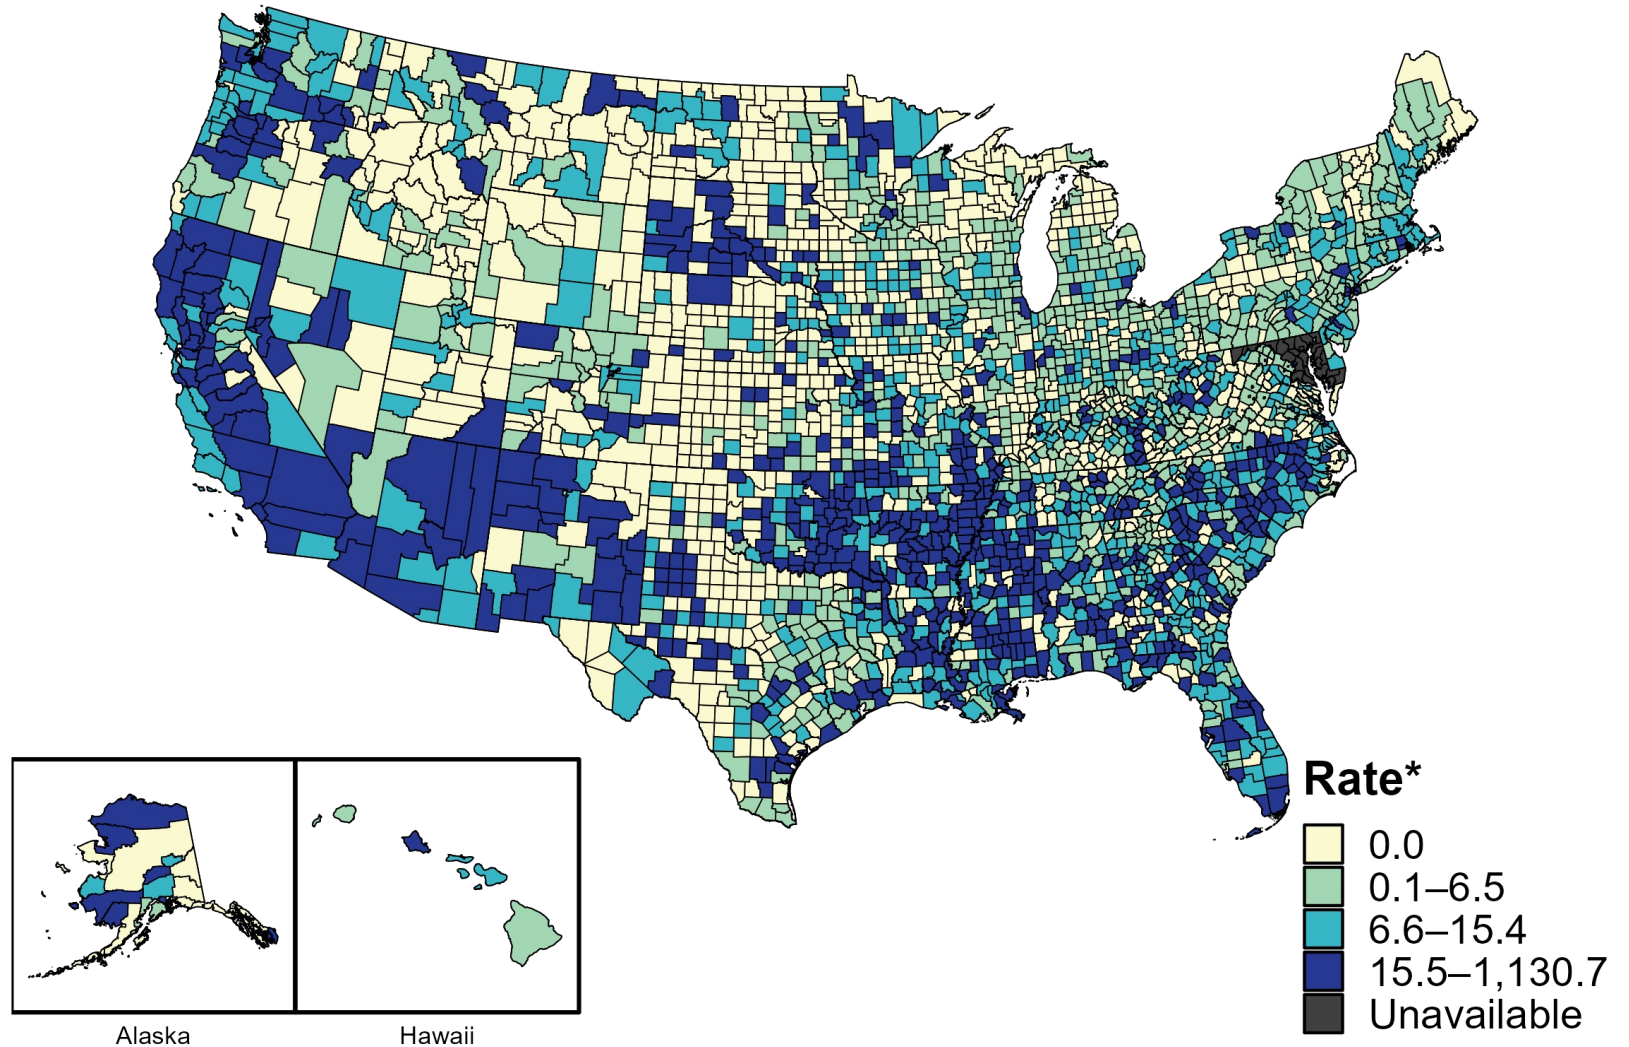 Rate*
0.0
0.1–6.5
6.6–15.4
15.5–1,130.7
Unavailable
Alaska
Hawaii